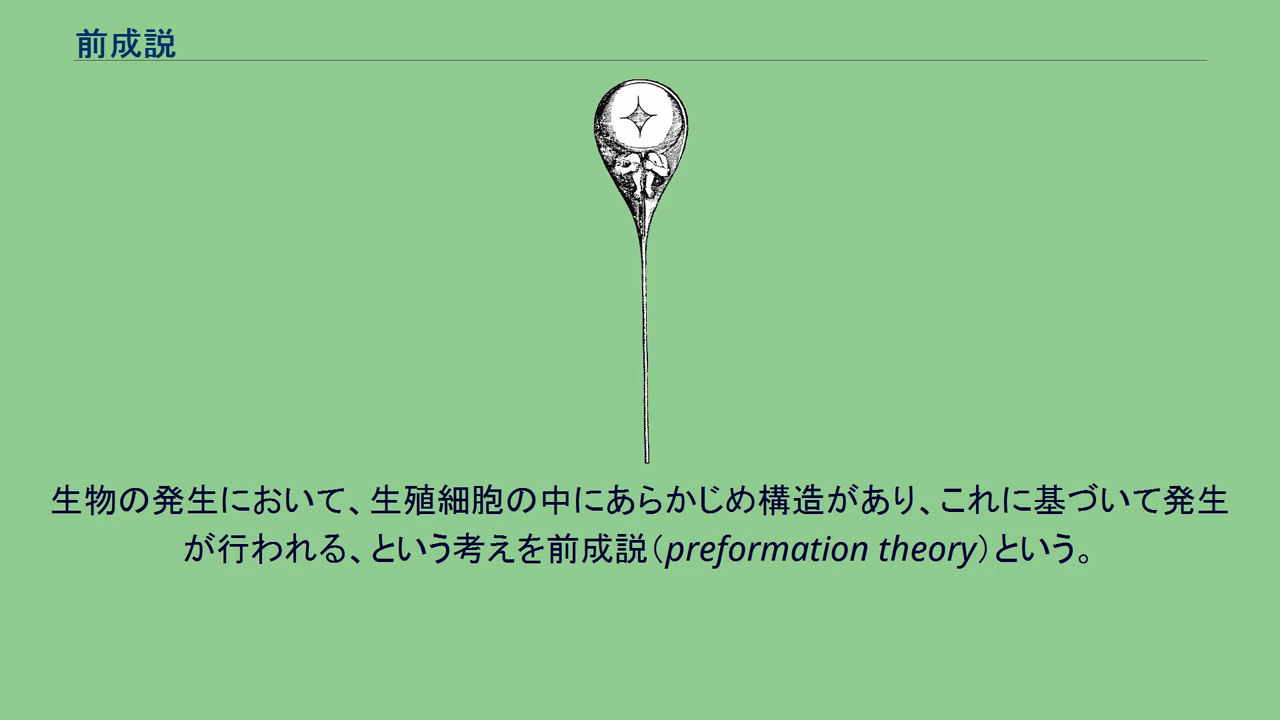 前成説
生物の発生において、生殖細胞の中にあらかじめ構造があり、これに基づいて発生
が行われる、という考えを前成説（preformation theory）という。